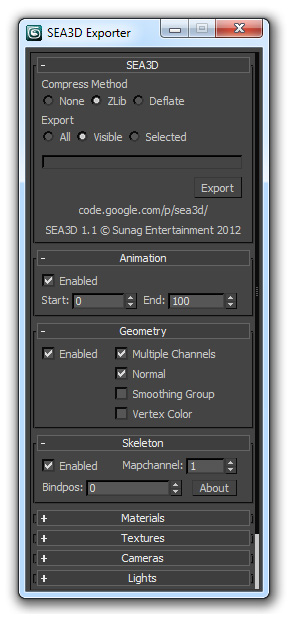 SEA3D Exporter
- SEA3D
Compress Method
None ZLib Deflate
Export
All Visible Selected
Export
code.google.com/p/sea3d/
SEA3D 1.1 © Sunag Entertainment 2012
- Animation
Enabled
Start: 0 End: 100
- Geometry
Enabled Multiple Channels
Normal
Smoothing Group
Vertex Color
- Skeleton
Enabled Mapchannel: 1
Bindpos: 0 About
+ Materials
+ Textures
+ Cameras
+ Lights